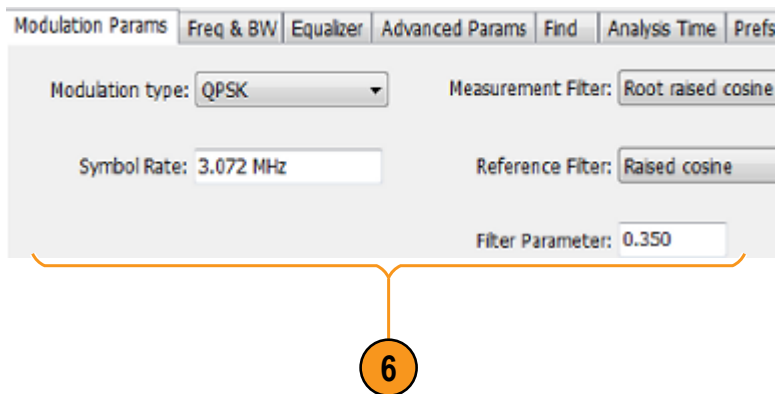 Modulation Params Freq & BW Equalizer Advanced Params Find Analysis Time Prefs
Modulation type: QPSK Measurement Filter: Root raised cosine
Symbol Rate: 3.072 MHz Reference Filter: Raised cosine
Filter Parameter: 0.350
6